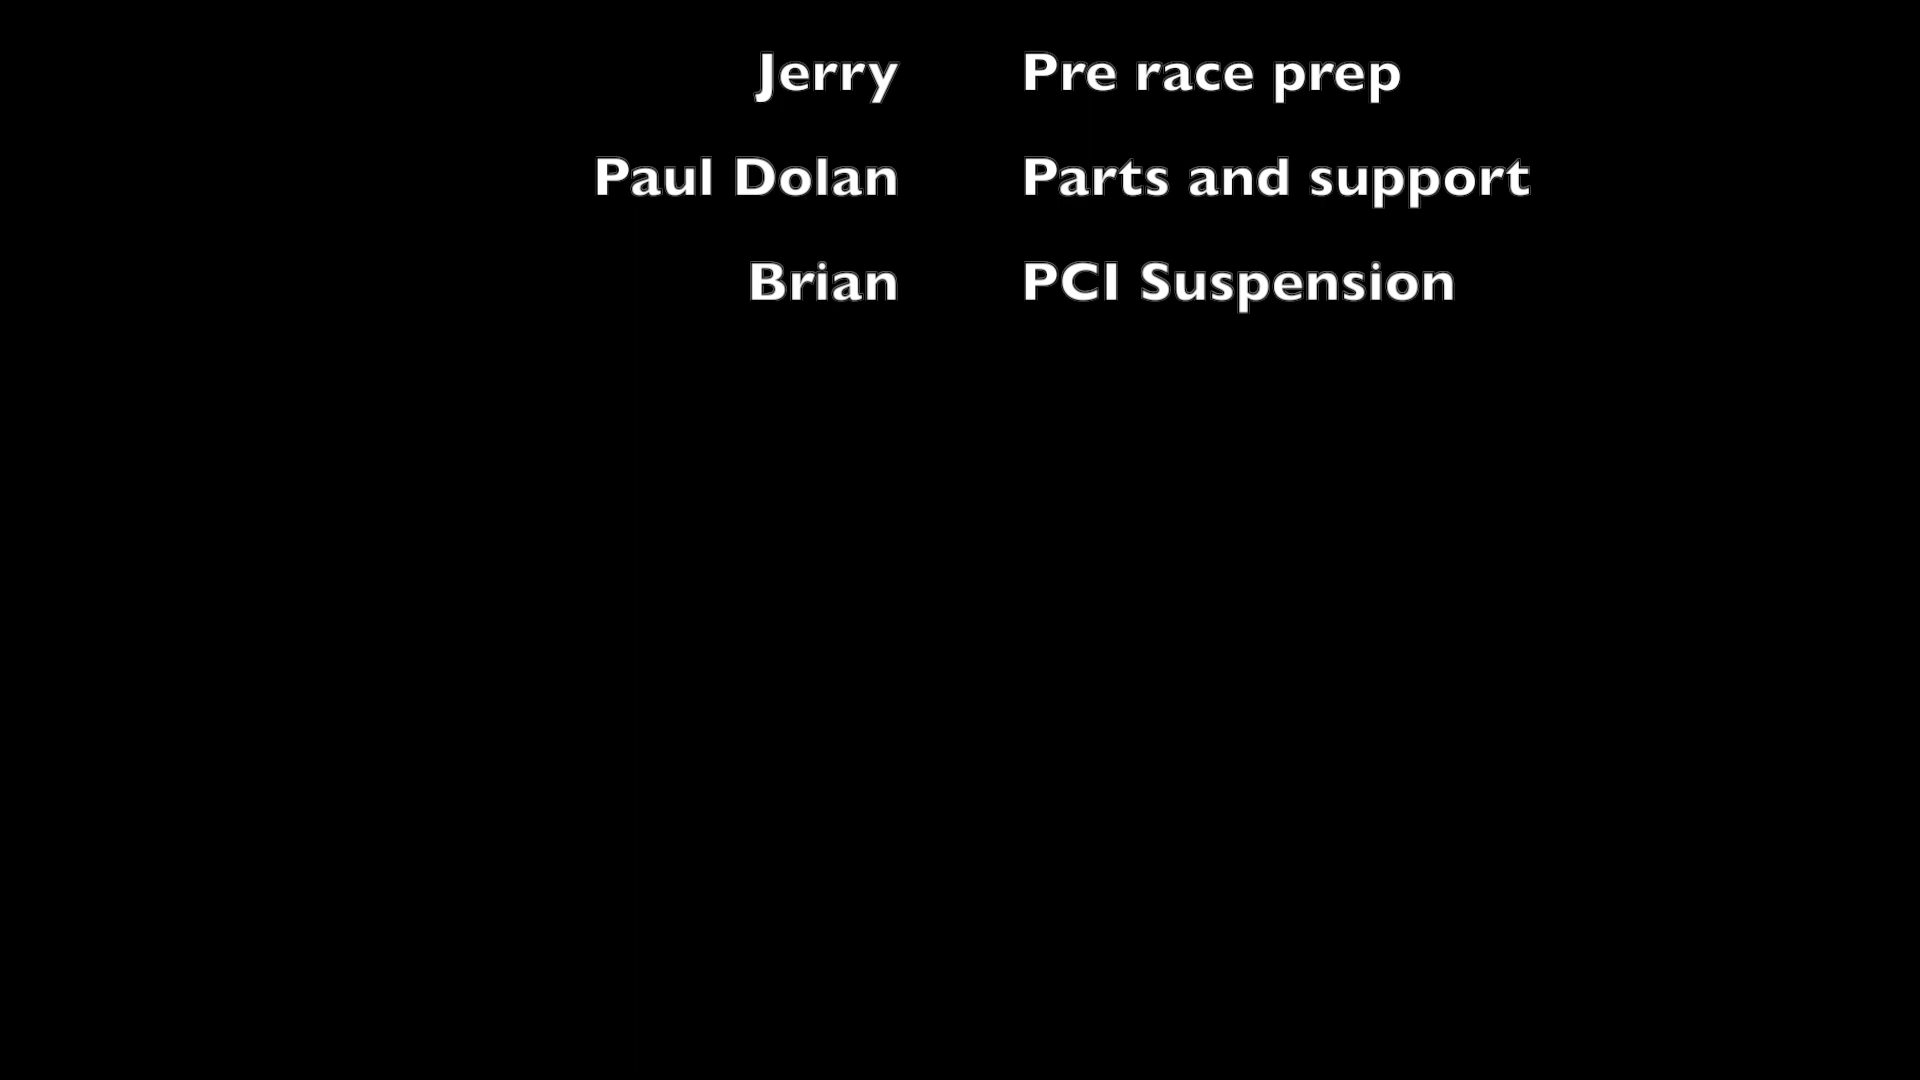 Jerry Pre race prep
Paul Dolan Parts and support
Brian PCI Suspension